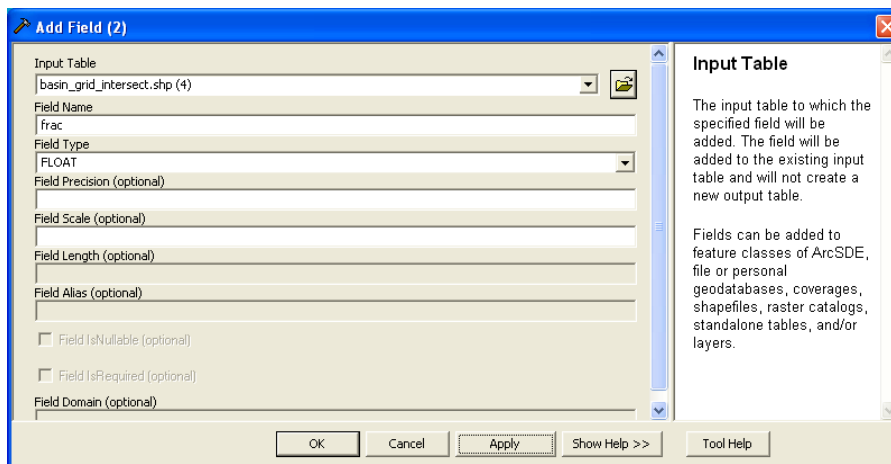 Add Field (2)
Input Table
basin_grid_intersect.shp (4)
Field Name
frac
Field Type
FLOAT
Field Precision (optional)
Field Scale (optional)
Field Length (optional)
Field Alias (optional)
Field IsNullable (optional)
Field IsRequired (optional)
Field Domain (optional)
OK
Cancel
Apply
Show Help >>
Tool Help
Input Table
The input table to which the
specified field will be
added. The field will be
added to the existing input
table and will not create a
new output table.
Fields can be added to
feature classes of ArcSDE,
file or personal
geodatabases, coverages,
shapefiles, raster catalogs,
standalone tables, and/or
layers.